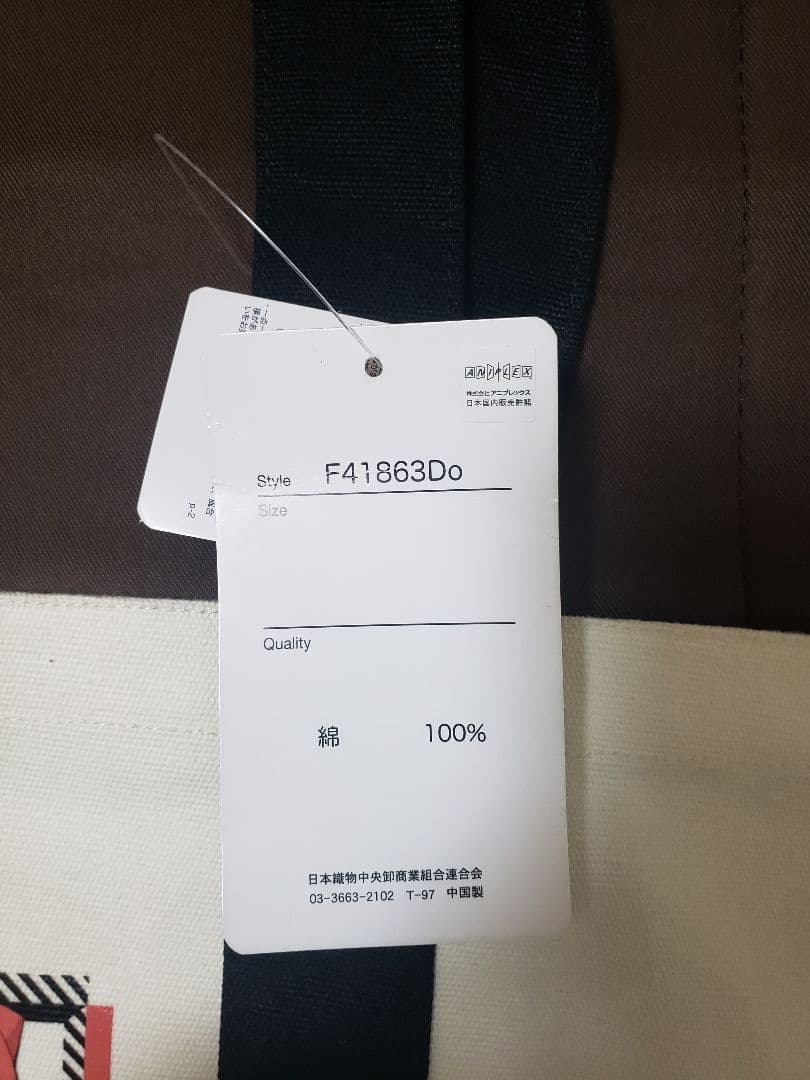 ANIPLEX
株式会社アニプレックス
日本国内販売許諾
Style F41863Do
Size
Quality
綿 100%
日本織物中央卸商業組合連合会
03-3663-2102 T-97 中国製